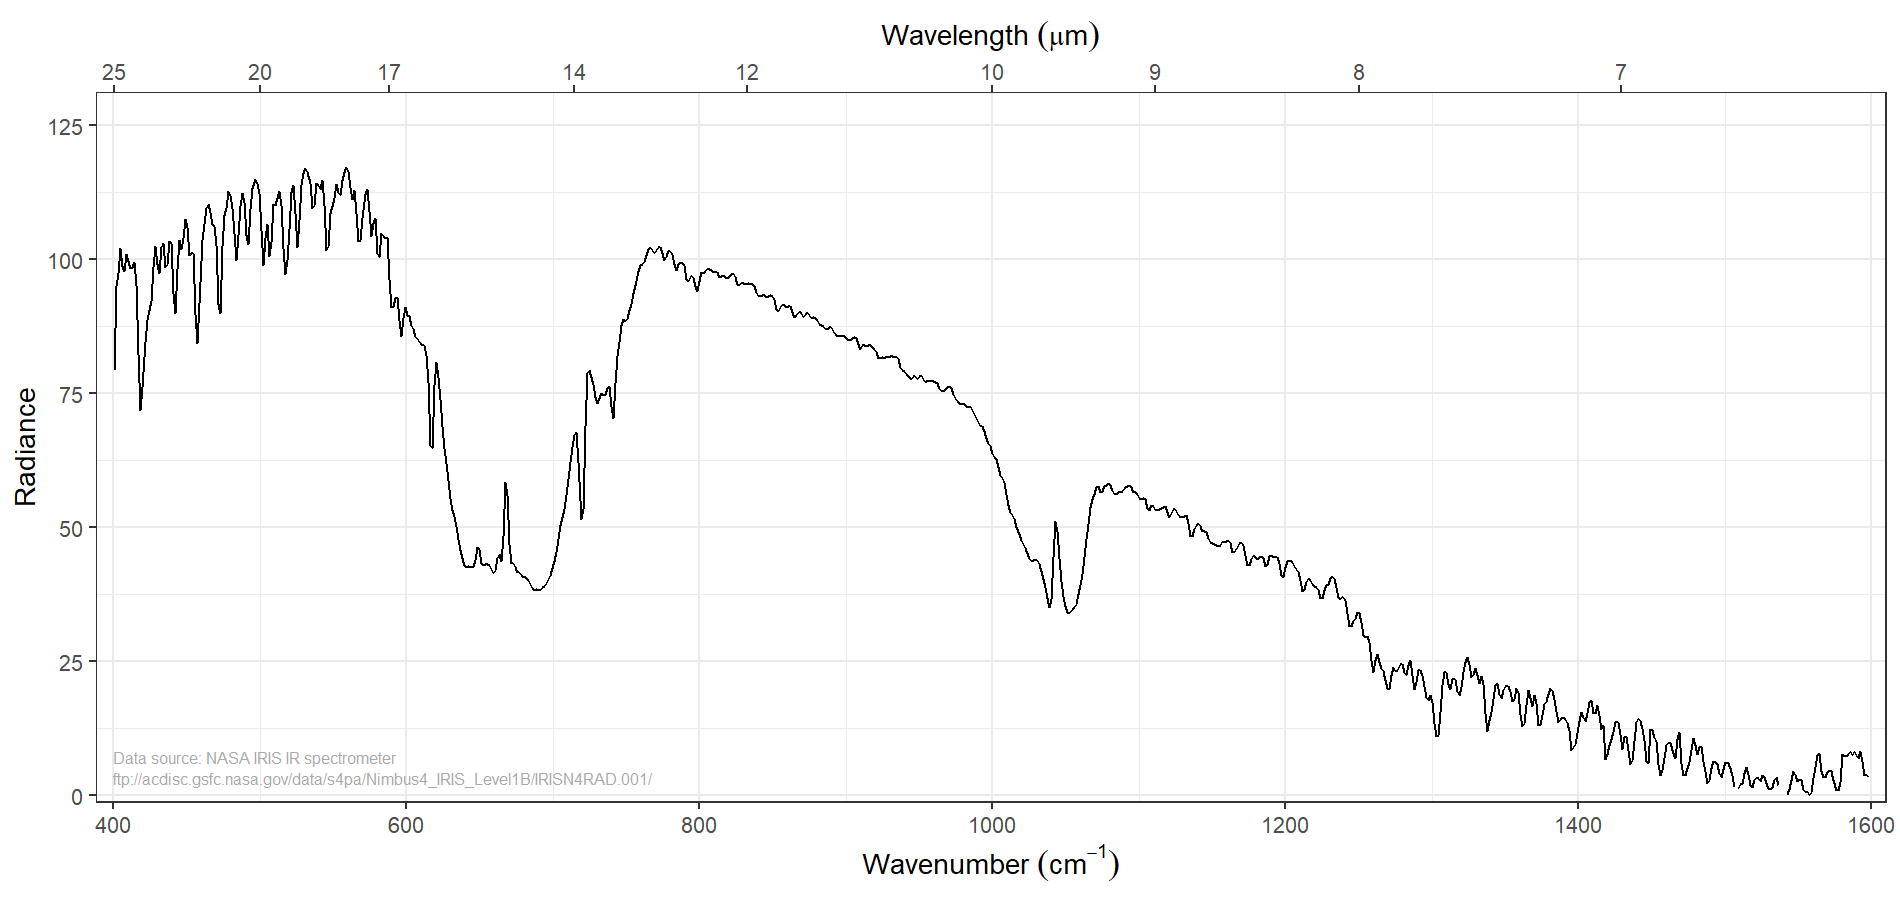 Wavelength (μm)
25 20 17 14 12 10 9 8 7
125
100
75
50
25
0
Radiance
Data source: NASA IRIS IR spectrometer
ftp://acdisc.gsfc.nasa.gov/data/s4pa/Nimbus4_IRIS_Level1B/IRISN4RAD.001/
400 600 800 1000 1200 1400 1600
Wavenumber (cm⁻¹)